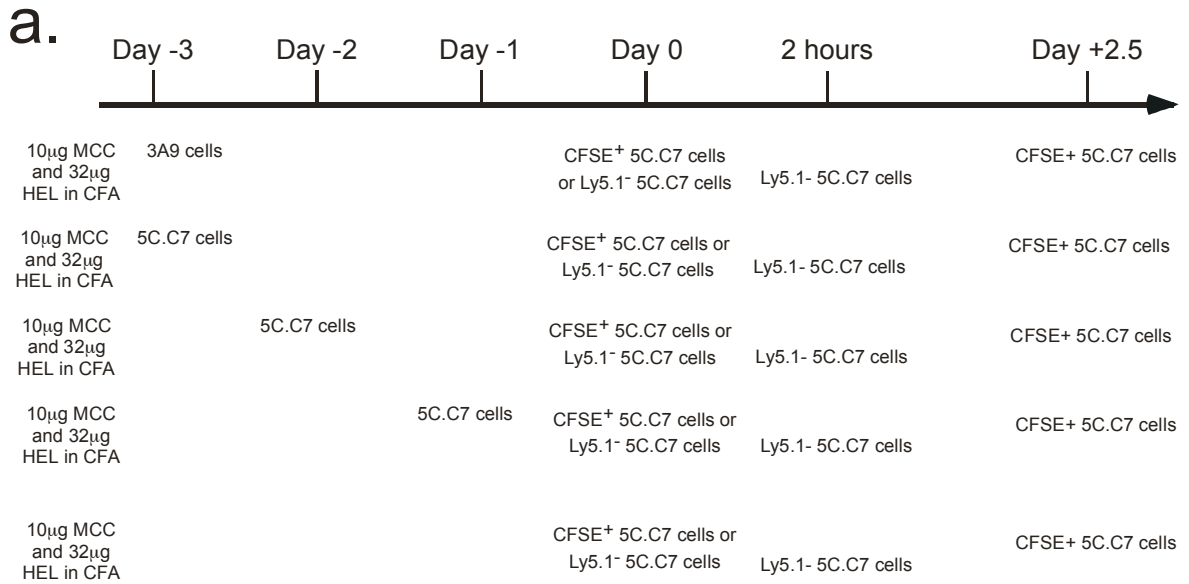 a.
Day -3 Day -2 Day -1 Day 0 2 hours Day +2.5
10µg MCC
and 32µg
HEL in CFA
3A9 cells
CFSE⁺ 5C.C7 cells
or Ly5.1⁻ 5C.C7 cells
Ly5.1- 5C.C7 cells
CFSE+ 5C.C7 cells
10µg MCC
and 32µg
HEL in CFA
5C.C7 cells
CFSE⁺ 5C.C7 cells or
Ly5.1⁻ 5C.C7 cells
Ly5.1- 5C.C7 cells
CFSE+ 5C.C7 cells
10µg MCC
and 32µg
HEL in CFA
5C.C7 cells
CFSE⁺ 5C.C7 cells or
Ly5.1⁻ 5C.C7 cells
Ly5.1- 5C.C7 cells
CFSE+ 5C.C7 cells
10µg MCC
and 32µg
HEL in CFA
5C.C7 cells
CFSE⁺ 5C.C7 cells or
Ly5.1⁻ 5C.C7 cells
Ly5.1- 5C.C7 cells
CFSE+ 5C.C7 cells
10µg MCC
and 32µg
HEL in CFA
CFSE⁺ 5C.C7 cells or
Ly5.1⁻ 5C.C7 cells
Ly5.1- 5C.C7 cells
CFSE+ 5C.C7 cells